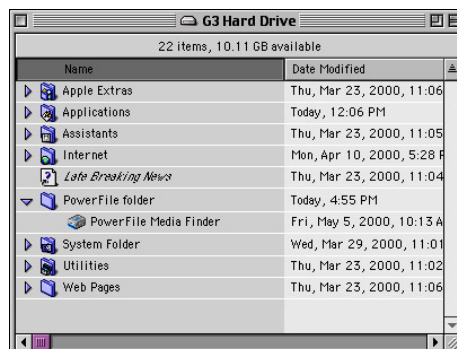 G3 Hard Drive
22 items, 10.11 GB available
Name Date Modified
Apple Extras Thu, Mar 23, 2000, 11:06
Applications Today, 12:06 PM
Assistants Thu, Mar 23, 2000, 11:05
Internet Mon, Apr 10, 2000, 5:28 P
Late Breaking News Thu, Mar 23, 2000, 11:04
PowerFile folder Today, 4:55 PM
PowerFile Media Finder Fri, May 5, 2000, 10:13 A
System Folder Wed, Mar 29, 2000, 11:01
Utilities Thu, Mar 23, 2000, 11:02
Web Pages Thu, Mar 23, 2000, 11:06